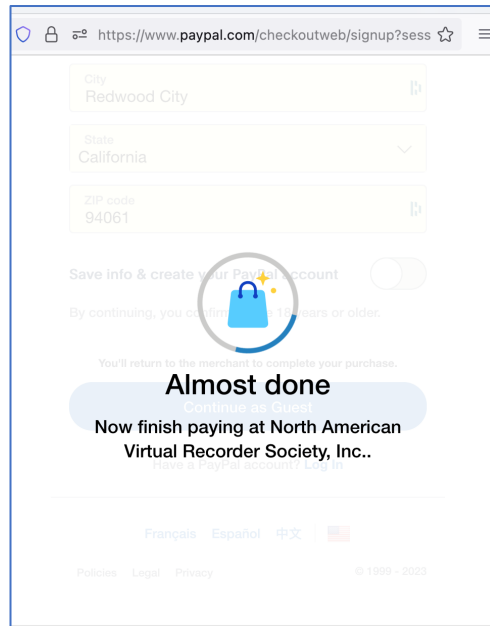 https://www.paypal.com/checkoutweb/signup?sess
City
Redwood City
State
California
ZIP code
94061
Save info & create your PayPal account
By continuing, you confirm 18 years or older.
You'll return to the merchant to complete your purchase.
Almost done
Continue as Guest
Now finish paying at North American
Virtual Recorder Society, Inc..
Have a PayPal account? Log In
Français Español 中文
Policies Legal Privacy © 1999 - 2023